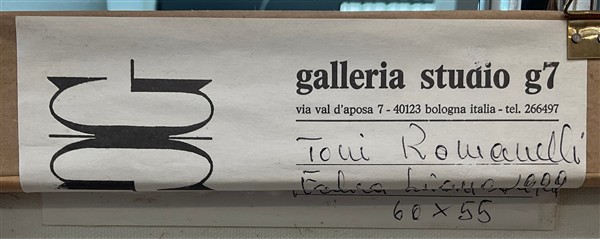 galleria studio g7
via val d'aposa 7 - 40123 bologna italia - tel. 266497
Toni Romanelli
60 x 55